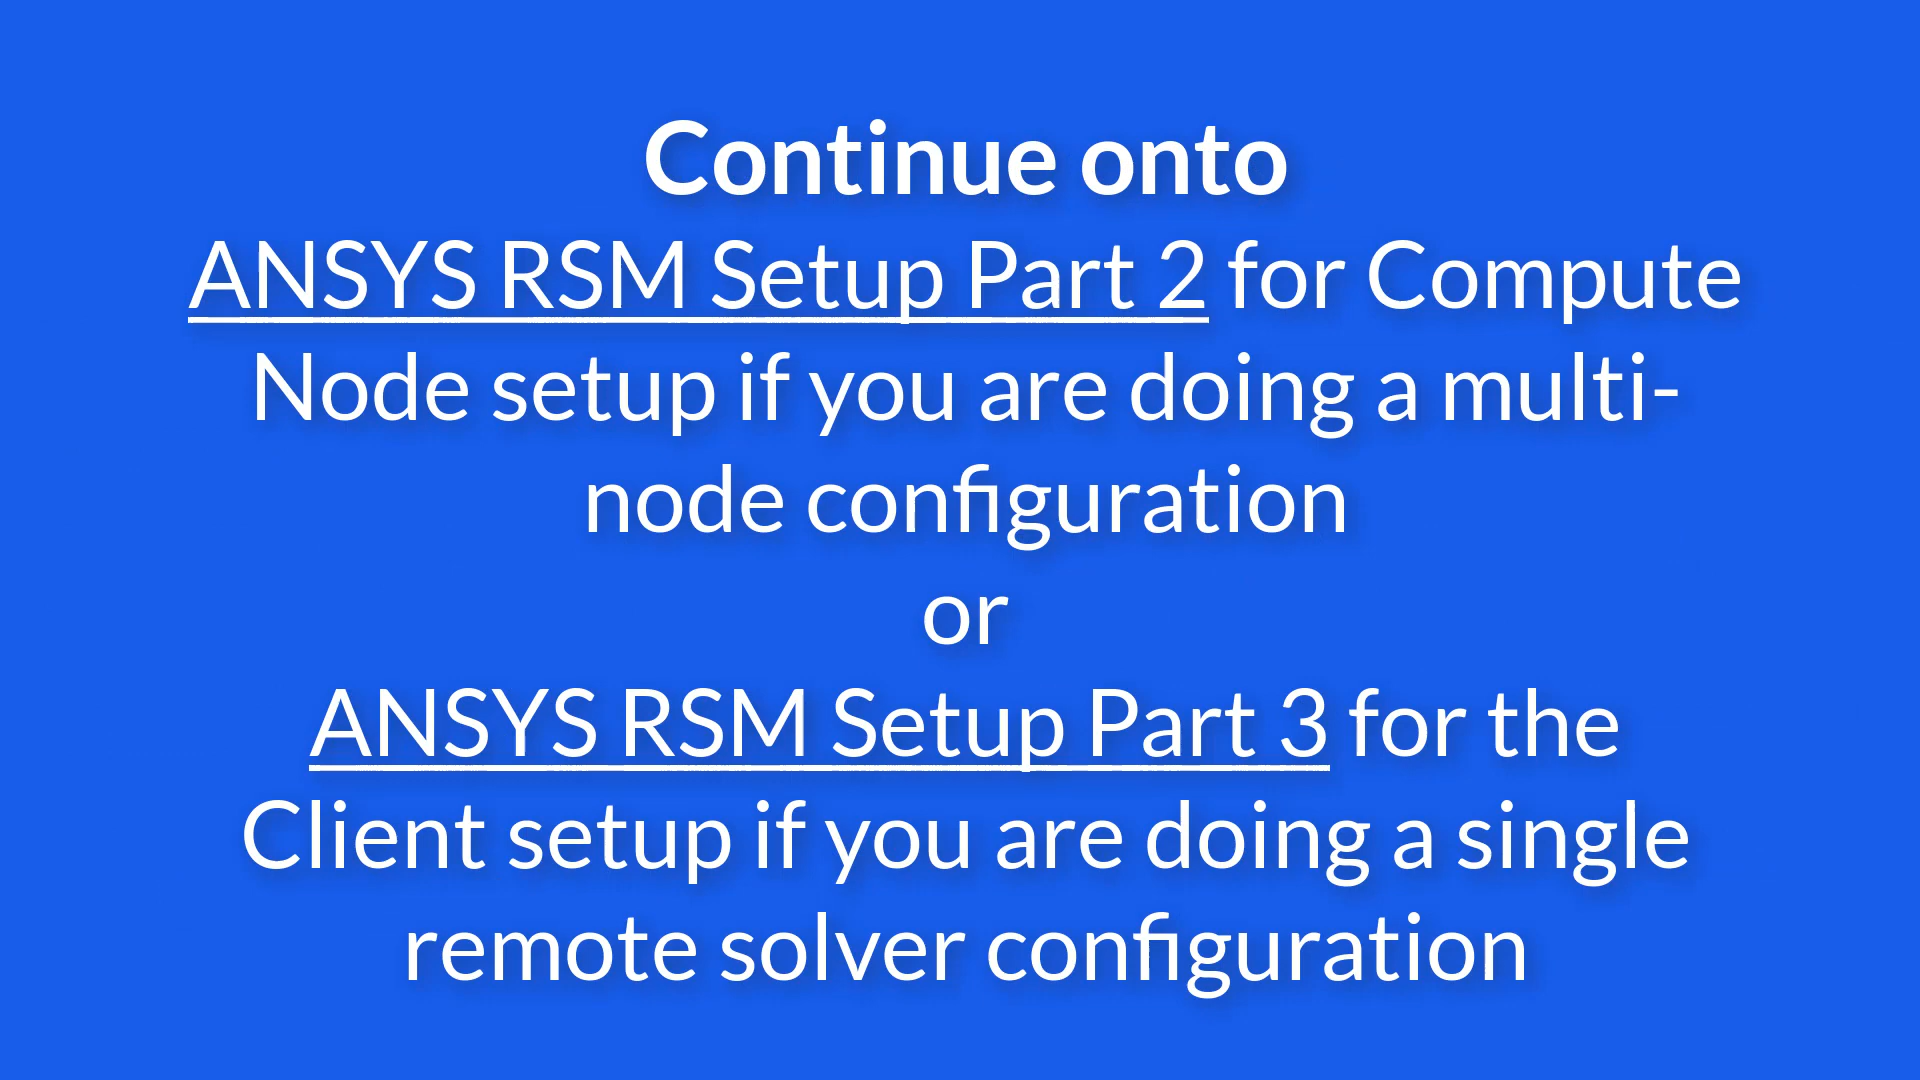 Continue onto
ANSYS RSM Setup Part 2 for Compute
Node setup if you are doing a multi-
node configuration
or
ANSYS RSM Setup Part 3 for the
Client setup if you are doing a single
remote solver configuration